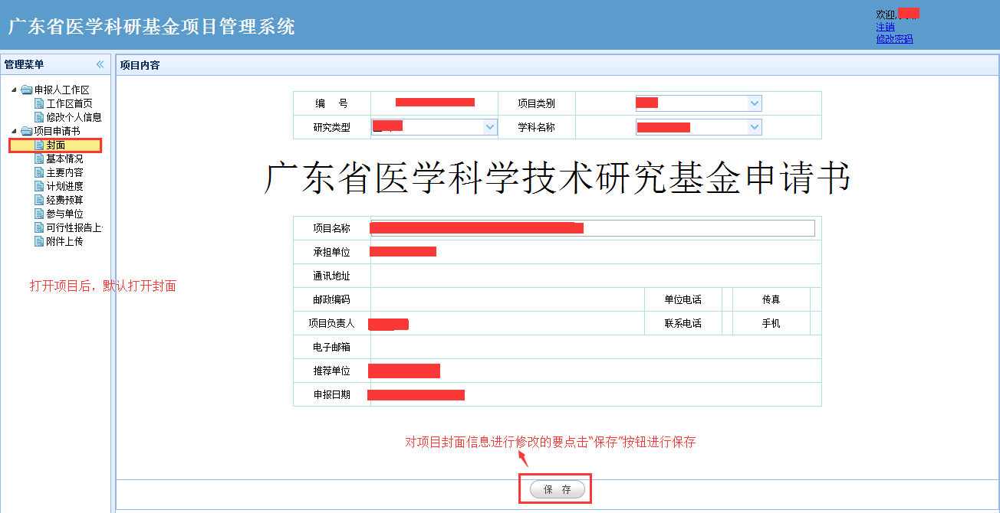 广东省医学科研基金项目管理系统
欢迎,
注销
修改密码
管理菜单
申报人工作区
工作区首页
修改个人信息
项目申请书
封面
基本情况
主要内容
计划进度
经费预算
参与单位
可行性报告上
附件上传
打开项目后，默认打开封面
项目内容
编 号 项目类别
研究类型 学科名称
广东省医学科学技术研究基金申请书
项目名称
承担单位
通讯地址
邮政编码 单位电话 传真
项目负责人 联系电话 手机
电子邮箱
推荐单位
申报日期
对项目封面信息进行修改的要点击“保存”按钮进行保存
保 存